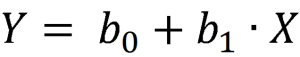 Y = b₀ + b₁ · X